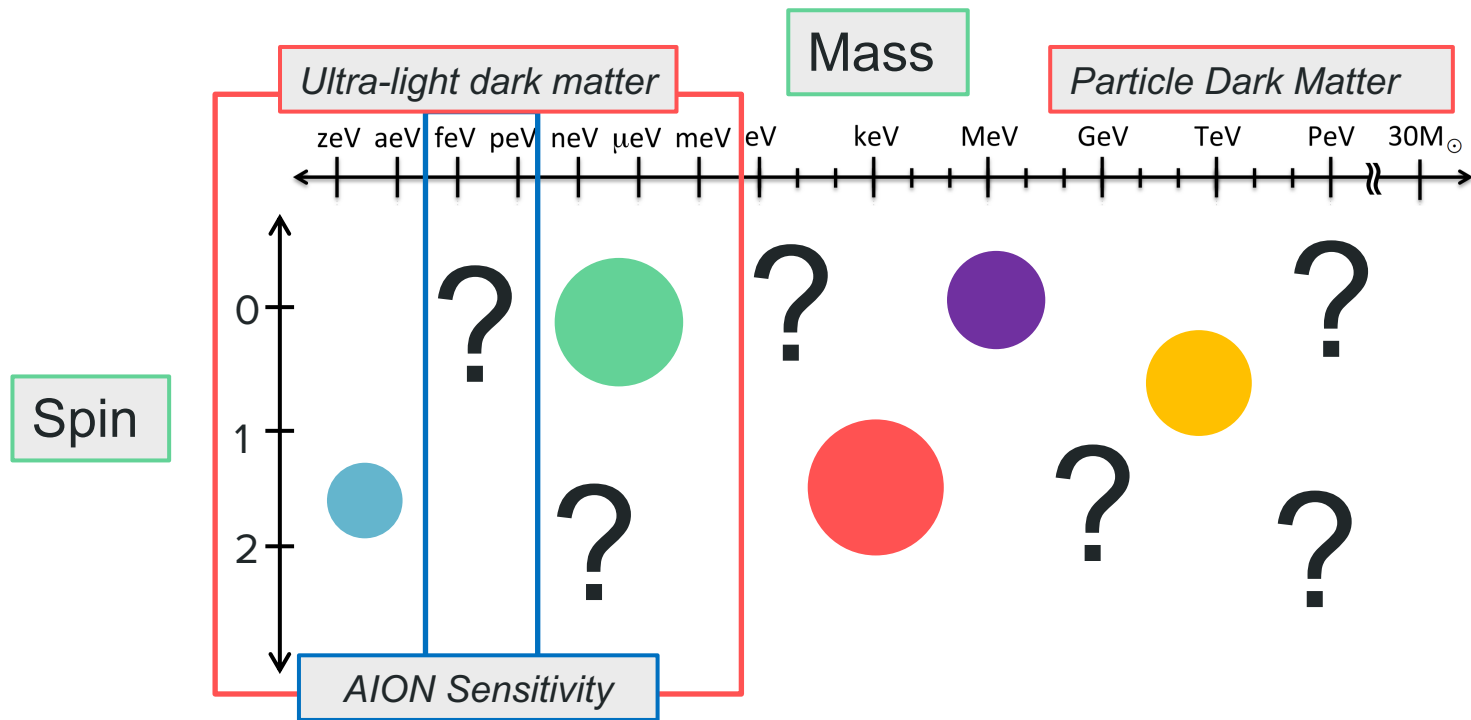 Mass
Ultra-light dark matter
Particle Dark Matter
zeV aeV feV peV neV μeV meV eV keV MeV GeV TeV PeV 30M☉
? ? ?
0
Spin
1
? ? ?
2
AION Sensitivity